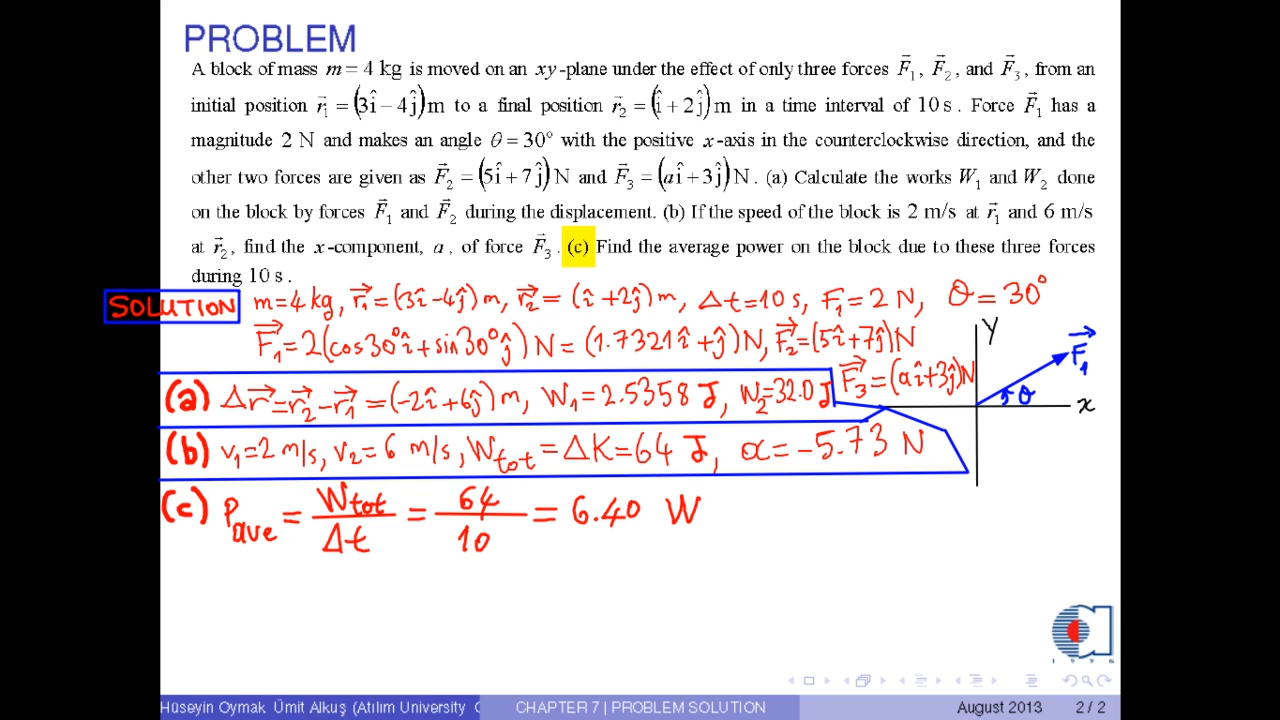 PROBLEM
A block of mass m = 4 kg is moved on an xy-plane under the effect of only three forces F⃗₁, F⃗₂, and F⃗₃, from an
initial position r⃗₁ = (3î − 4ĵ)m to a final position r⃗₂ = (î + 2ĵ)m in a time interval of 10 s. Force F⃗₁ has a
magnitude 2 N and makes an angle θ = 30° with the positive x-axis in the counterclockwise direction, and the
other two forces are given as F⃗₂ = (5î + 7ĵ)N and F⃗₃ = (aî + 3ĵ)N. (a) Calculate the works W₁ and W₂ done
on the block by forces F⃗₁ and F⃗₂ during the displacement. (b) If the speed of the block is 2 m/s at r⃗₁ and 6 m/s
at r⃗₂, find the x-component, a, of force F⃗₃. (c) Find the average power on the block due to these three forces
during 10 s.
SOLUTION m=4 kg, r⃗₁=(3î−4ĵ)m, r⃗₂=(î+2ĵ)m, Δt=10 s, F₁=2 N, θ=30°
F⃗₁=2(cos30°î+sin30°ĵ)N=(1.7321î+ĵ)N, F⃗₂=(5î+7ĵ)N
F⃗₃=(aî+3ĵ)N
Y
F⃗₁
θ
x
(a) Δr⃗=r⃗₂−r⃗₁=(−2î+6ĵ)m, W₁=2.5358 J, W₂=32.0 J
(b) v₁=2 m/s, v₂=6 m/s, Wtot=ΔK=64 J, a=−5.73 N
(c) Pave = Wtot/Δt = 64/10 = 6.40 W
1 9 9 6
Hüseyin Oymak, Ümit Alkuş (Atılım University
CHAPTER 7 | PROBLEM SOLUTION
August 2013
2 / 2